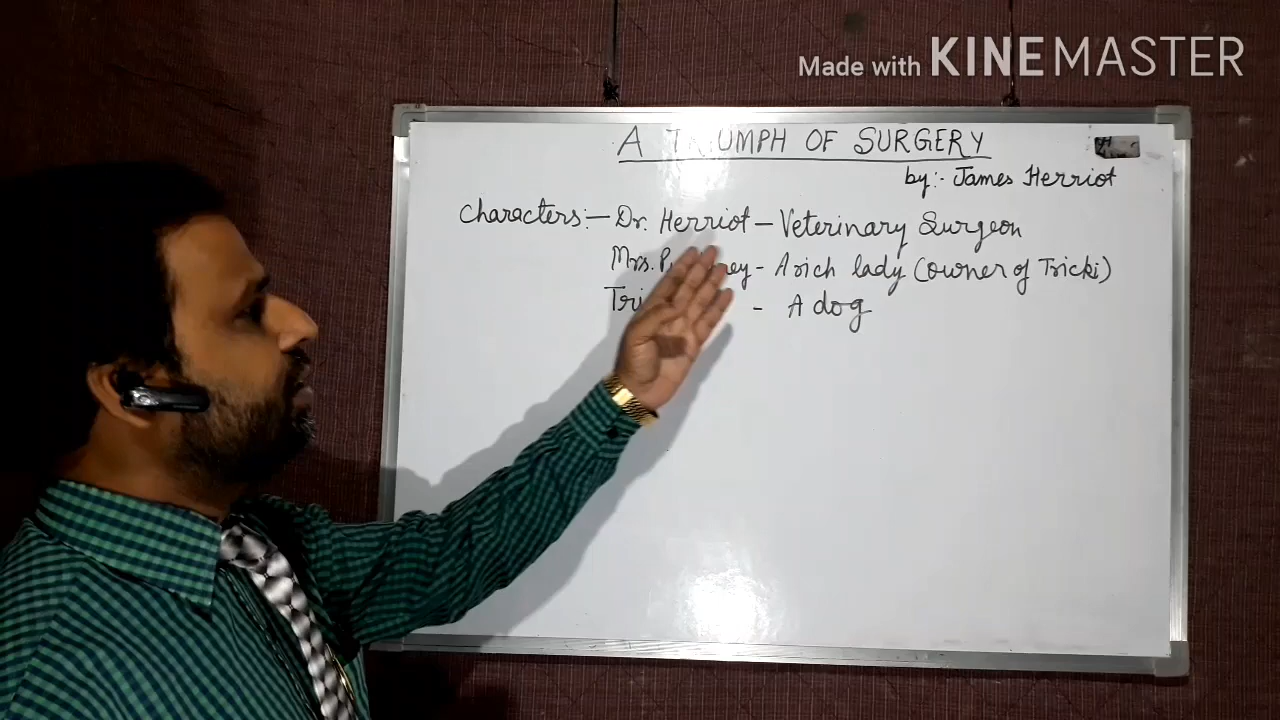 Made with KINEMASTER
A TRIUMPH OF SURGERY
by:- James Herriot
Characters:- Dr. Herriot - Veterinary Surgeon
Mrs. - A rich lady (owner of Tricki)
- A dog